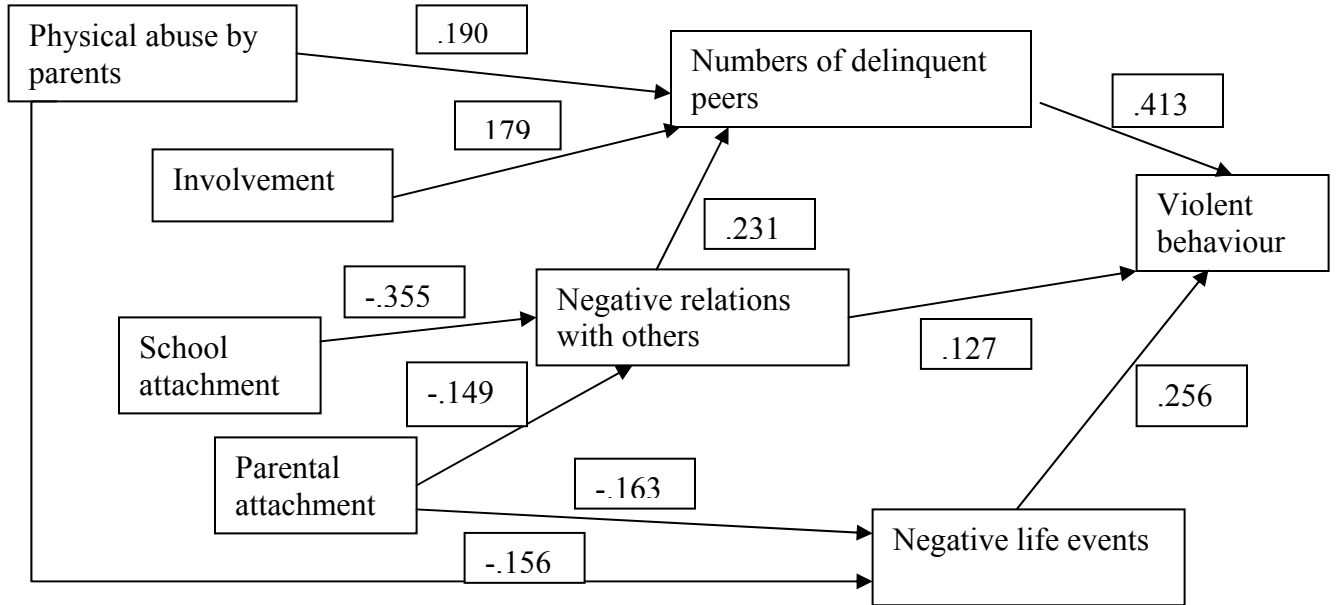 Physical abuse by
parents
.190
Numbers of delinquent
peers
.179
.413
Involvement
Violent
behaviour
.231
-.355
Negative relations
with others
School
attachment
.127
-.149
.256
Parental
attachment
-.163
Negative life events
-.156